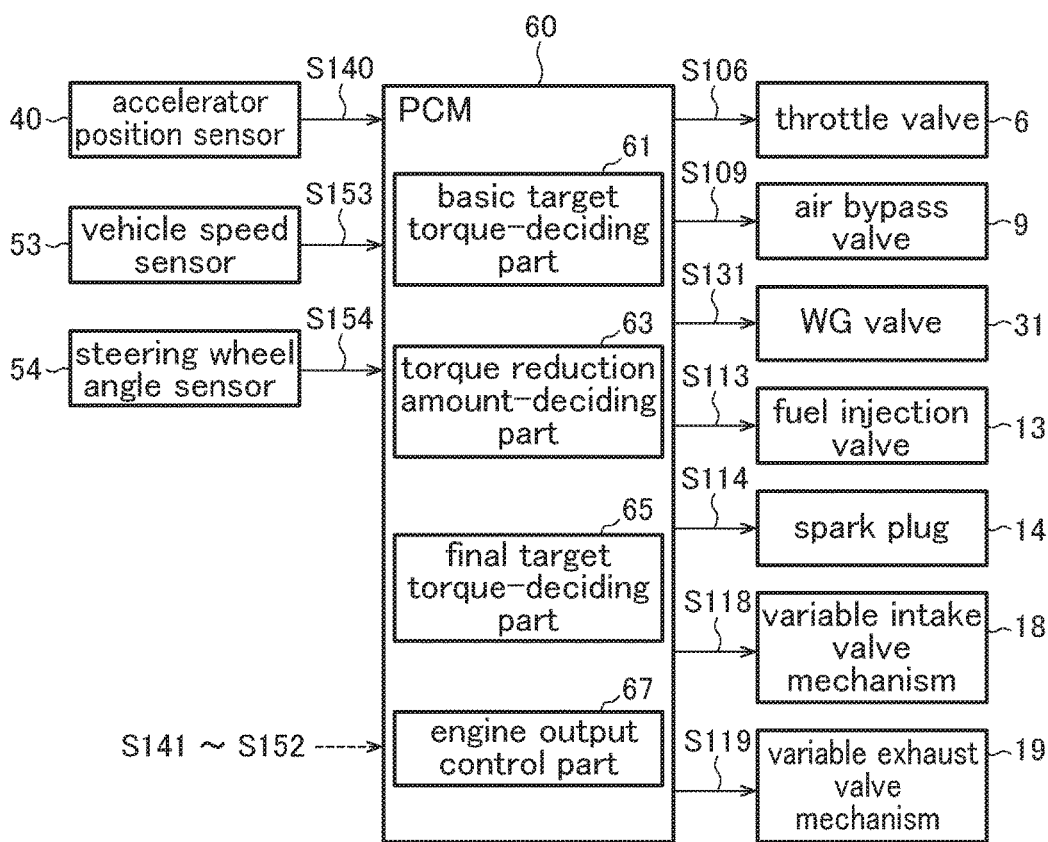 60
S140
accelerator
position sensor
40
S153
vehicle speed
sensor
53
S154
steering wheel
angle sensor
54
S141 ~ S152
PCM
61
basic target
torque-deciding
part
63
torque reduction
amount-deciding
part
65
final target
torque-deciding
part
67
engine output
control part
S106
throttle valve
6
S109
air bypass
valve
9
S131
WG valve
31
S113
fuel injection
valve
13
S114
spark plug
14
S118
variable intake
valve
mechanism
18
S119
variable exhaust
valve
mechanism
19